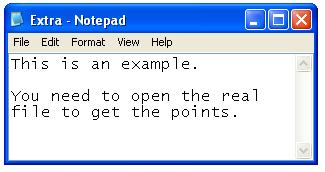 Extra - Notepad
File Edit Format View Help
This is an example.
You need to open the real
file to get the points.